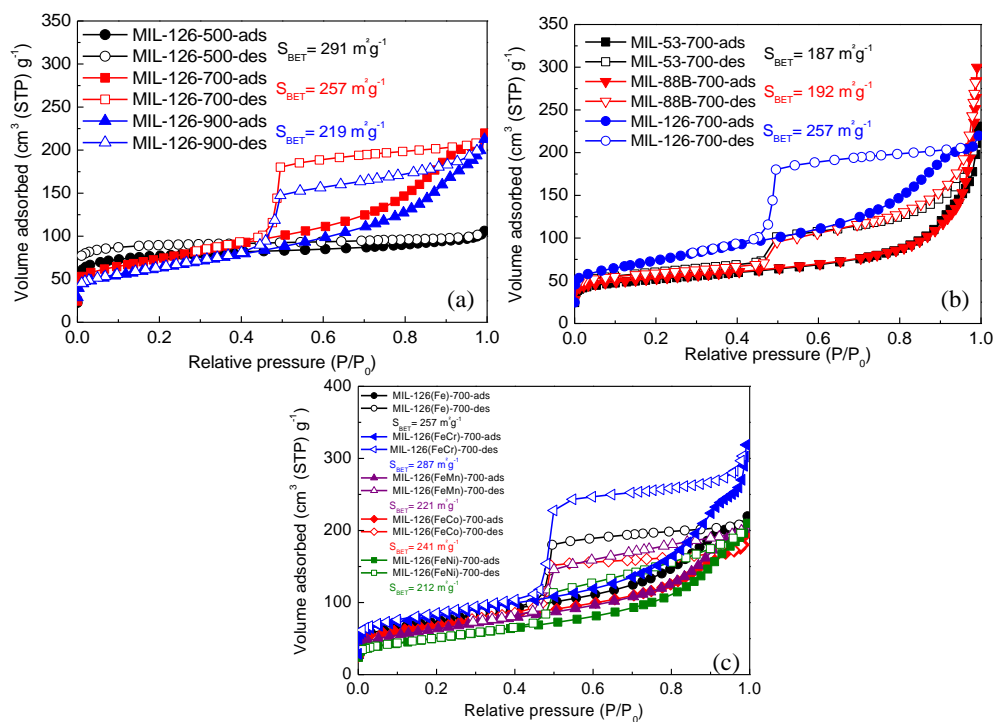 350
300
250
200
150
100
50
0
Volume adsorbed (cm³ (STP) g⁻¹
MIL-126-500-ads
MIL-126-500-des
MIL-126-700-ads
MIL-126-700-des
MIL-126-900-ads
MIL-126-900-des
S_BET = 291 m²g⁻¹
S_BET = 257 m²g⁻¹
S_BET = 219 m²g⁻¹
(a)
0.0 0.2 0.4 0.6 0.8 1.0
Relative pressure (P/P₀)
350
300
250
200
150
100
50
0
Volume adsorbed (cm³ (STP) g⁻¹
MIL-53-700-ads
MIL-53-700-des
MIL-88B-700-ads
MIL-88B-700-des
MIL-126-700-ads
MIL-126-700-des
S_BET = 187 m²g⁻¹
S_BET = 192 m²g⁻¹
S_BET = 257 m²g⁻¹
(b)
0.0 0.2 0.4 0.6 0.8 1.0
Relative pressure (P/P₀)
400
300
200
100
0
Volume adsorbed (cm³ (STP) g⁻¹
MIL-126(Fe)-700-ads
MIL-126(Fe)-700-des
S_BET = 257 m²g⁻¹
MIL-126(FeCr)-700-ads
MIL-126(FeCr)-700-des
S_BET = 287 m²g⁻¹
MIL-126(FeMn)-700-ads
MIL-126(FeMn)-700-des
S_BET = 221 m²g⁻¹
MIL-126(FeCo)-700-ads
MIL-126(FeCo)-700-des
S_BET = 241 m²g⁻¹
MIL-126(FeNi)-700-ads
MIL-126(FeNi)-700-des
S_BET = 212 m²g⁻¹
(c)
0.0 0.2 0.4 0.6 0.8 1.0
Relative pressure (P/P₀)